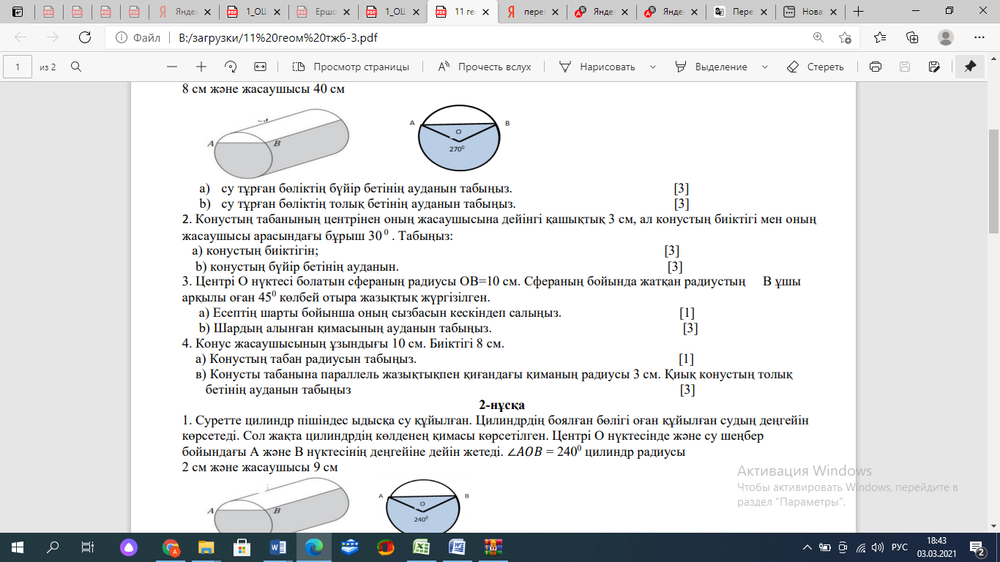 Янде
1_ОШ
Ершс
1_ОШ
11 гес
пере
Янде
Янде
Пере
Нова
Файл
B:/загрузки/11%20геом%20тжб-3.pdf
1
из 2
Просмотр страницы
Прочесть вслух
Нарисовать
Выделение
Стереть
8 см және жасаушысы 40 см
A
B
A
B
O
270⁰
a) су тұрған бөліктің бүйір бетінің ауданын табыңыз. [3]
b) су тұрған бөліктің толық бетінің ауданын табыңыз. [3]
2. Конустың табанының центрінен оның жасаушысына дейінгі қашықтық 3 см, ал конустың биіктігі мен оның
жасаушысы арасындағы бұрыш 30⁰ . Табыңыз:
а) конустың биіктігін; [3]
b) конустың бүйір бетінің ауданын. [3]
3. Центрі О нүктесі болатын сфераның радиусы ОВ=10 см. Сфераның бойында жатқан радиустың В ұшы
арқылы оған 45⁰ көлбей отыра жазықтық жүргізілген.
a) Есептің шарты бойынша оның сызбасын кескіндеп салыңыз. [1]
b) Шардың алынған қимасының ауданын табыңыз. [3]
4. Конус жасаушысының ұзындығы 10 см. Биіктігі 8 см.
а) Конустың табан радиусын табыңыз. [1]
в) Конусты табанына параллель жазықтықпен қиғандағы қиманың радиусы 3 см. Қиық конустың толық
бетінің ауданын табыңыз [3]
2-нұсқа
1. Суретте цилиндр пішіндес ыдысқа су құйылған. Цилиндрдің боялған бөлігі оған құйылған судың деңгейін
көрсетеді. Сол жақта цилиндрдің көлденең қимасы көрсетілген. Центрі О нүктесінде және су шеңбер
бойындағы А және В нүктесінің деңгейіне дейін жетеді. ∠AOB = 240⁰ цилиндр радиусы
2 см және жасаушысы 9 см
A
B
A
B
O
240⁰
Активация Windows
Чтобы активировать Windows, перейдите в
раздел "Параметры".
РУС
18:43
03.03.2021
2